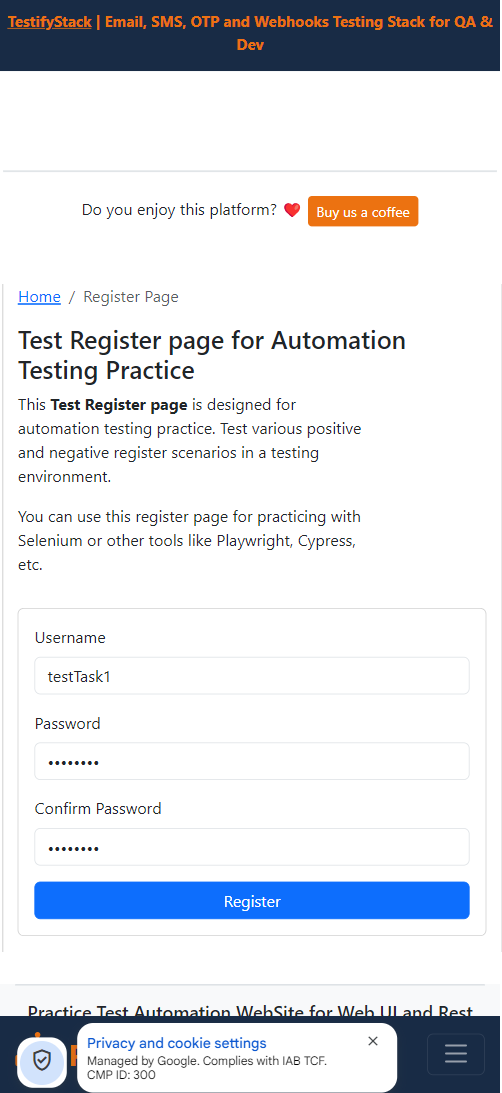 TestifyStack | Email, SMS, OTP and Webhooks Testing Stack for QA &
Dev
Do you enjoy this platform? ❤️ Buy us a coffee
Home / Register Page
Test Register page for Automation
Testing Practice
This Test Register page is designed for
automation testing practice. Test various positive
and negative register scenarios in a testing
environment.
You can use this register page for practicing with
Selenium or other tools like Playwright, Cypress,
etc.
Username
testTask1
Password
••••••••
Confirm Password
••••••••
Register
Practice Test Automation WebSite for Web UI and Rest
Privacy and cookie settings
Managed by Google. Complies with IAB TCF.
CMP ID: 300